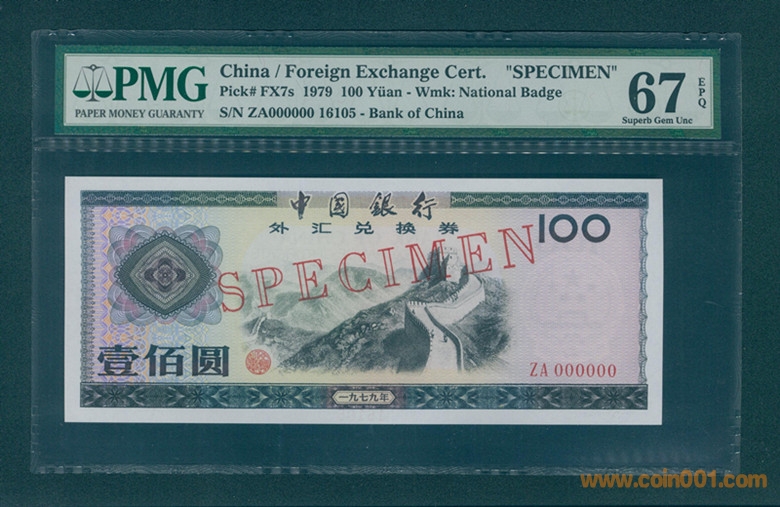 PMG
PAPER MONEY GUARANTY
China / Foreign Exchange Cert. "SPECIMEN"
Pick# FX7s 1979 100 Yüan - Wmk: National Badge
S/N ZA000000 16105 - Bank of China
67
Superb Gem Unc
EPQ
中國銀行
外汇兑换券
100
SPECIMEN
壹佰圆
ZA 000000
一九七九年
www.coin001.com